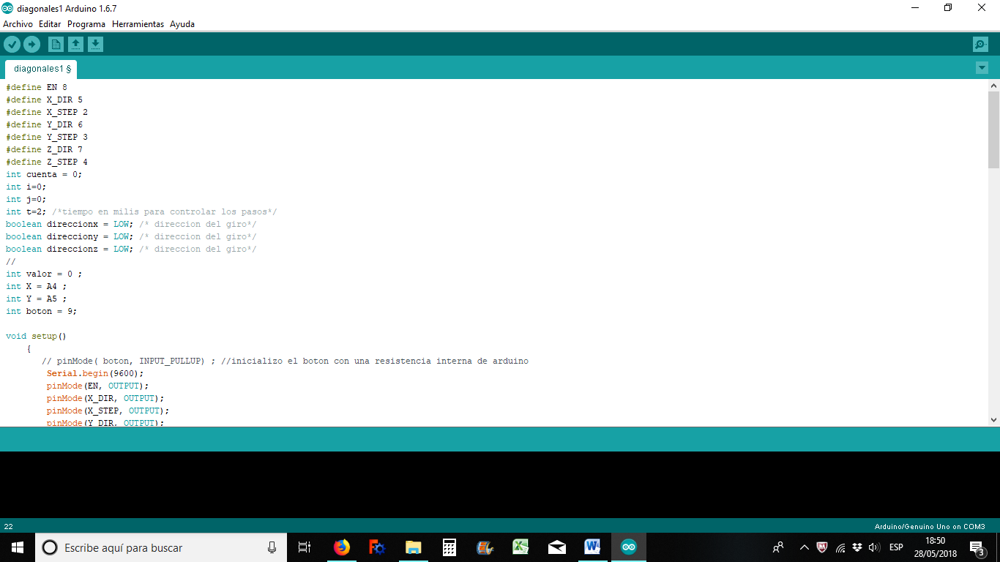 diagonales1 Arduino 1.6.7
Archivo Editar Programa Herramientas Ayuda
diagonales1 §
#define EN 8
#define X_DIR 5
#define X_STEP 2
#define Y_DIR 6
#define Y_STEP 3
#define Z_DIR 7
#define Z_STEP 4
int cuenta = 0;
int i=0;
int j=0;
int t=2; /*tiempo en milis para controlar los pasos*/
boolean direccionx = LOW; /* direccion del giro*/
boolean direcciony = LOW; /* direccion del giro*/
boolean direccionz = LOW; /* direccion del giro*/
//
int valor = 0 ;
int X = A4 ;
int Y = A5 ;
int boton = 9;
void setup()
{
// pinMode( boton, INPUT_PULLUP) ; //inicializo el boton con una resistencia interna de arduino
Serial.begin(9600);
pinMode(EN, OUTPUT);
pinMode(X_DIR, OUTPUT);
pinMode(X_STEP, OUTPUT);
pinMode(Y_DIR, OUTPUT);
22
Arduino/Genuino Uno on COM3
Escribe aquí para buscar
ESP
18:50
28/05/2018
3